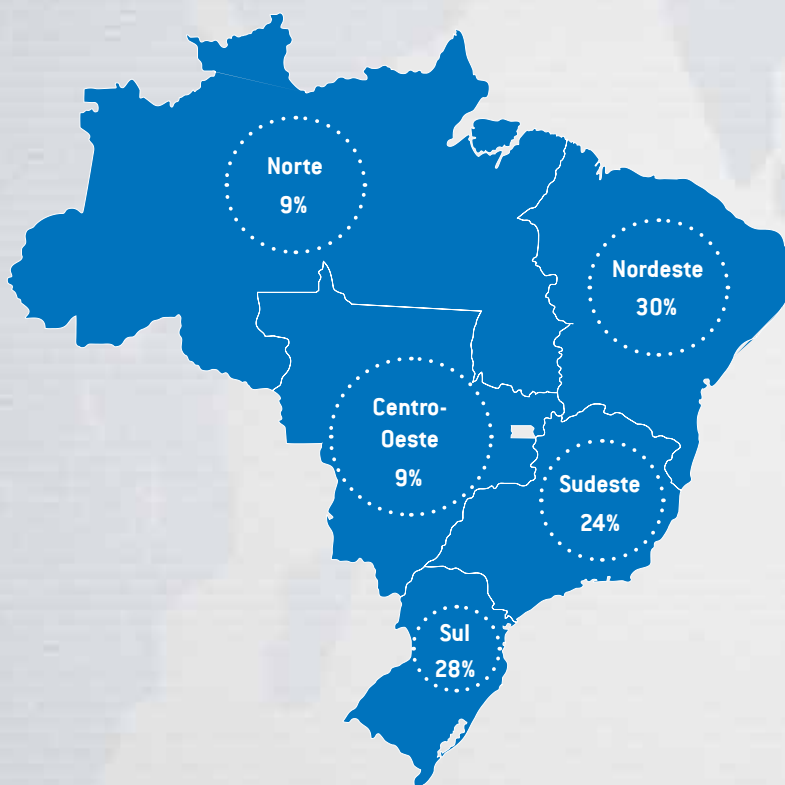 Norte
9%
Nordeste
30%
Centro-
Oeste
9%
Sudeste
24%
Sul
28%